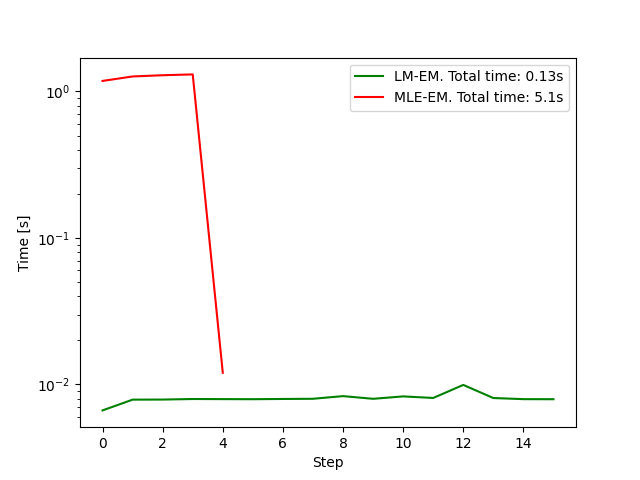 LM-EM. Total time: 0.13s
MLE-EM. Total time: 5.1s
10⁰
10⁻¹
10⁻²
Time [s]
0 2 4 6 8 10 12 14
Step